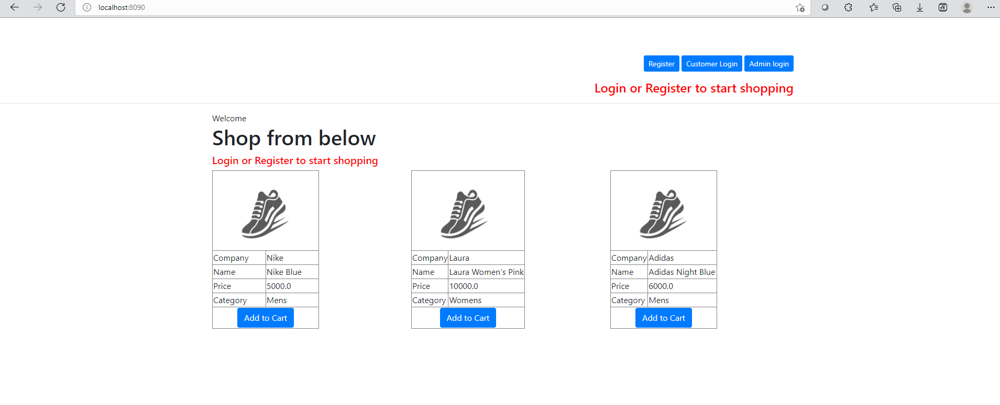 localhost:8090
Register Customer Login Admin login
Login or Register to start shopping
Welcome
Shop from below
Login or Register to start shopping
Company Nike
Name Nike Blue
Price 5000.0
Category Mens
Add to Cart
Company Laura
Name Laura Women's Pink
Price 10000.0
Category Womens
Add to Cart
Company Adidas
Name Adidas Night Blue
Price 6000.0
Category Mens
Add to Cart